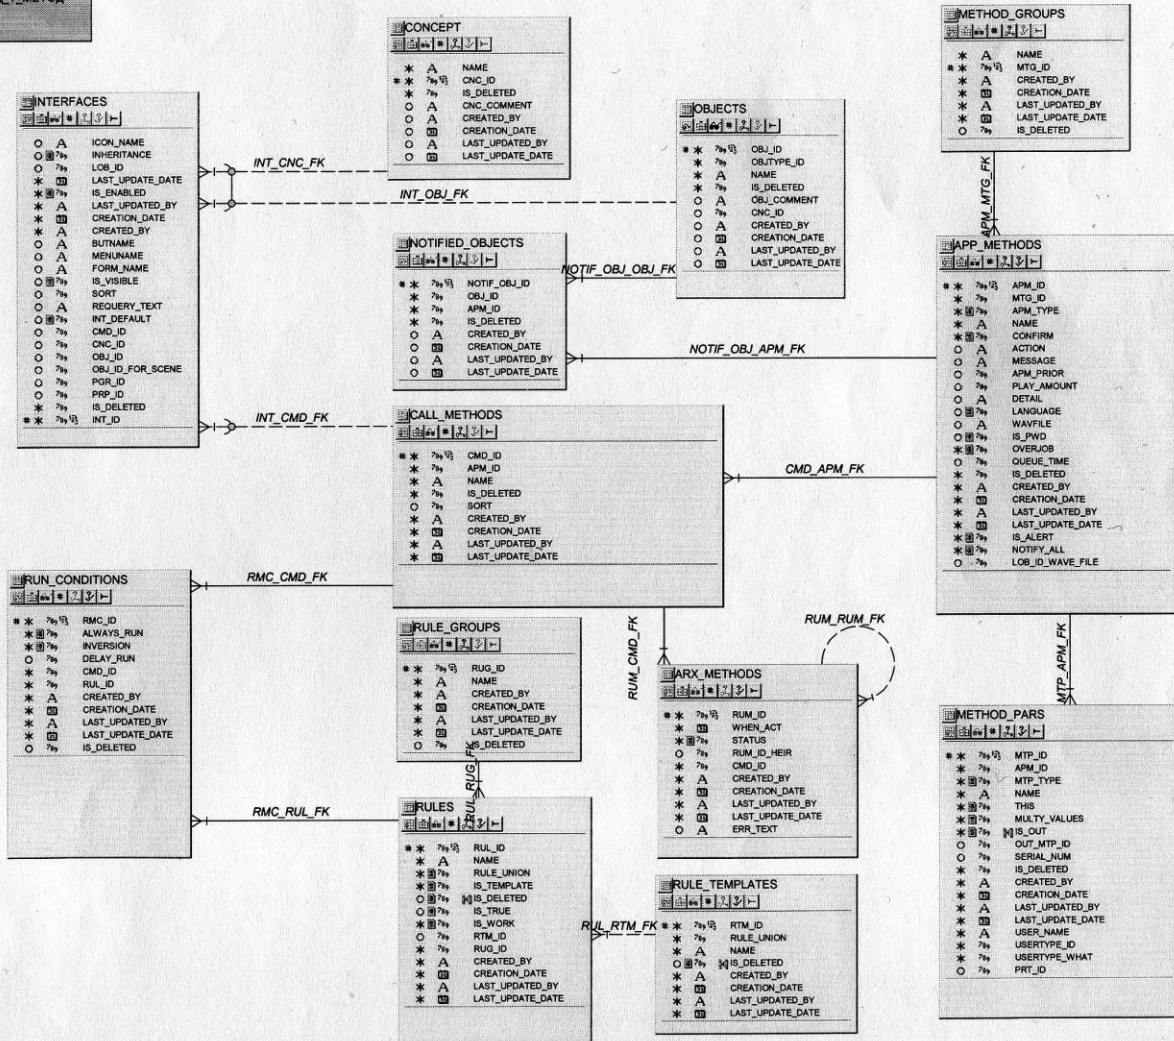 CONCEPT
NAME
CNC_ID
IS_DELETED
CNC_COMMENT
CREATED_BY
CREATION_DATE
LAST_UPDATED_BY
LAST_UPDATE_DATE
METHOD_GROUPS
NAME
MTG_ID
CREATED_BY
CREATION_DATE
LAST_UPDATED_BY
LAST_UPDATE_DATE
IS_DELETED
INTERFACES
ICON_NAME
INHERITANCE
LOB_ID
LAST_UPDATE_DATE
IS_ENABLED
LAST_UPDATED_BY
CREATION_DATE
CREATED_BY
BUTNAME
MENUNAME
FORM_NAME
IS_VISIBLE
SORT
REQUERY_TEXT
INT_DEFAULT
CMD_ID
CNC_ID
OBJ_ID
OBJ_ID_FOR_SCENE
PGR_ID
PRP_ID
IS_DELETED
INT_ID
INT_CNC_FK
INT_OBJ_FK
INT_CMD_FK
OBJECTS
OBJ_ID
OBJTYPE_ID
NAME
IS_DELETED
OBJ_COMMENT
CNC_ID
CREATED_BY
CREATION_DATE
LAST_UPDATED_BY
LAST_UPDATE_DATE
APM_MTG_FK
NOTIFIED_OBJECTS
NOTIF_OBJ_ID
OBJ_ID
APM_ID
IS_DELETED
CREATED_BY
CREATION_DATE
LAST_UPDATED_BY
LAST_UPDATE_DATE
NOTIF_OBJ_OBJ_FK
NOTIF_OBJ_APM_FK
APP_METHODS
APM_ID
MTG_ID
APM_TYPE
NAME
CONFIRM
ACTION
MESSAGE
APM_PRIOR
PLAY_AMOUNT
DETAIL
LANGUAGE
WAVFILE
IS_PWD
OVERJOB
QUEUE_TIME
IS_DELETED
CREATED_BY
CREATION_DATE
LAST_UPDATED_BY
LAST_UPDATE_DATE
IS_ALERT
NOTIFY_ALL
LOB_ID_WAVE_FILE
CALL_METHODS
CMD_ID
APM_ID
NAME
IS_DELETED
SORT
CREATED_BY
CREATION_DATE
LAST_UPDATED_BY
LAST_UPDATE_DATE
CMD_APM_FK
RUN_CONDITIONS
RMC_ID
ALWAYS_RUN
INVERSION
DELAY_RUN
CMD_ID
RUL_ID
CREATED_BY
CREATION_DATE
LAST_UPDATED_BY
LAST_UPDATE_DATE
IS_DELETED
RMC_CMD_FK
RMC_RUL_FK
RULE_GROUPS
RUG_ID
NAME
CREATED_BY
CREATION_DATE
LAST_UPDATED_BY
LAST_UPDATE_DATE
IS_DELETED
RUL_RUG_FK
RUM_CMD_FK
RUM_RUM_FK
ARX_METHODS
RUM_ID
WHEN_ACT
STATUS
RUM_ID_HEIR
CMD_ID
CREATED_BY
CREATION_DATE
LAST_UPDATED_BY
LAST_UPDATE_DATE
ERR_TEXT
MTP_APM_FK
METHOD_PARS
MTP_ID
APM_ID
MTP_TYPE
NAME
THIS
MULTY_VALUES
IS_OUT
OUT_MTP_ID
SERIAL_NUM
IS_DELETED
CREATED_BY
CREATION_DATE
LAST_UPDATED_BY
LAST_UPDATE_DATE
USER_NAME
USERTYPE_ID
USERTYPE_WHAT
PRT_ID
RULES
RUL_ID
NAME
RULE_UNION
IS_TEMPLATE
IS_DELETED
IS_TRUE
IS_WORK
RTM_ID
RUG_ID
CREATED_BY
CREATION_DATE
LAST_UPDATED_BY
LAST_UPDATE_DATE
RUL_RTM_FK
RULE_TEMPLATES
RTM_ID
RULE_UNION
NAME
IS_DELETED
CREATED_BY
CREATION_DATE
LAST_UPDATED_BY
LAST_UPDATE_DATE